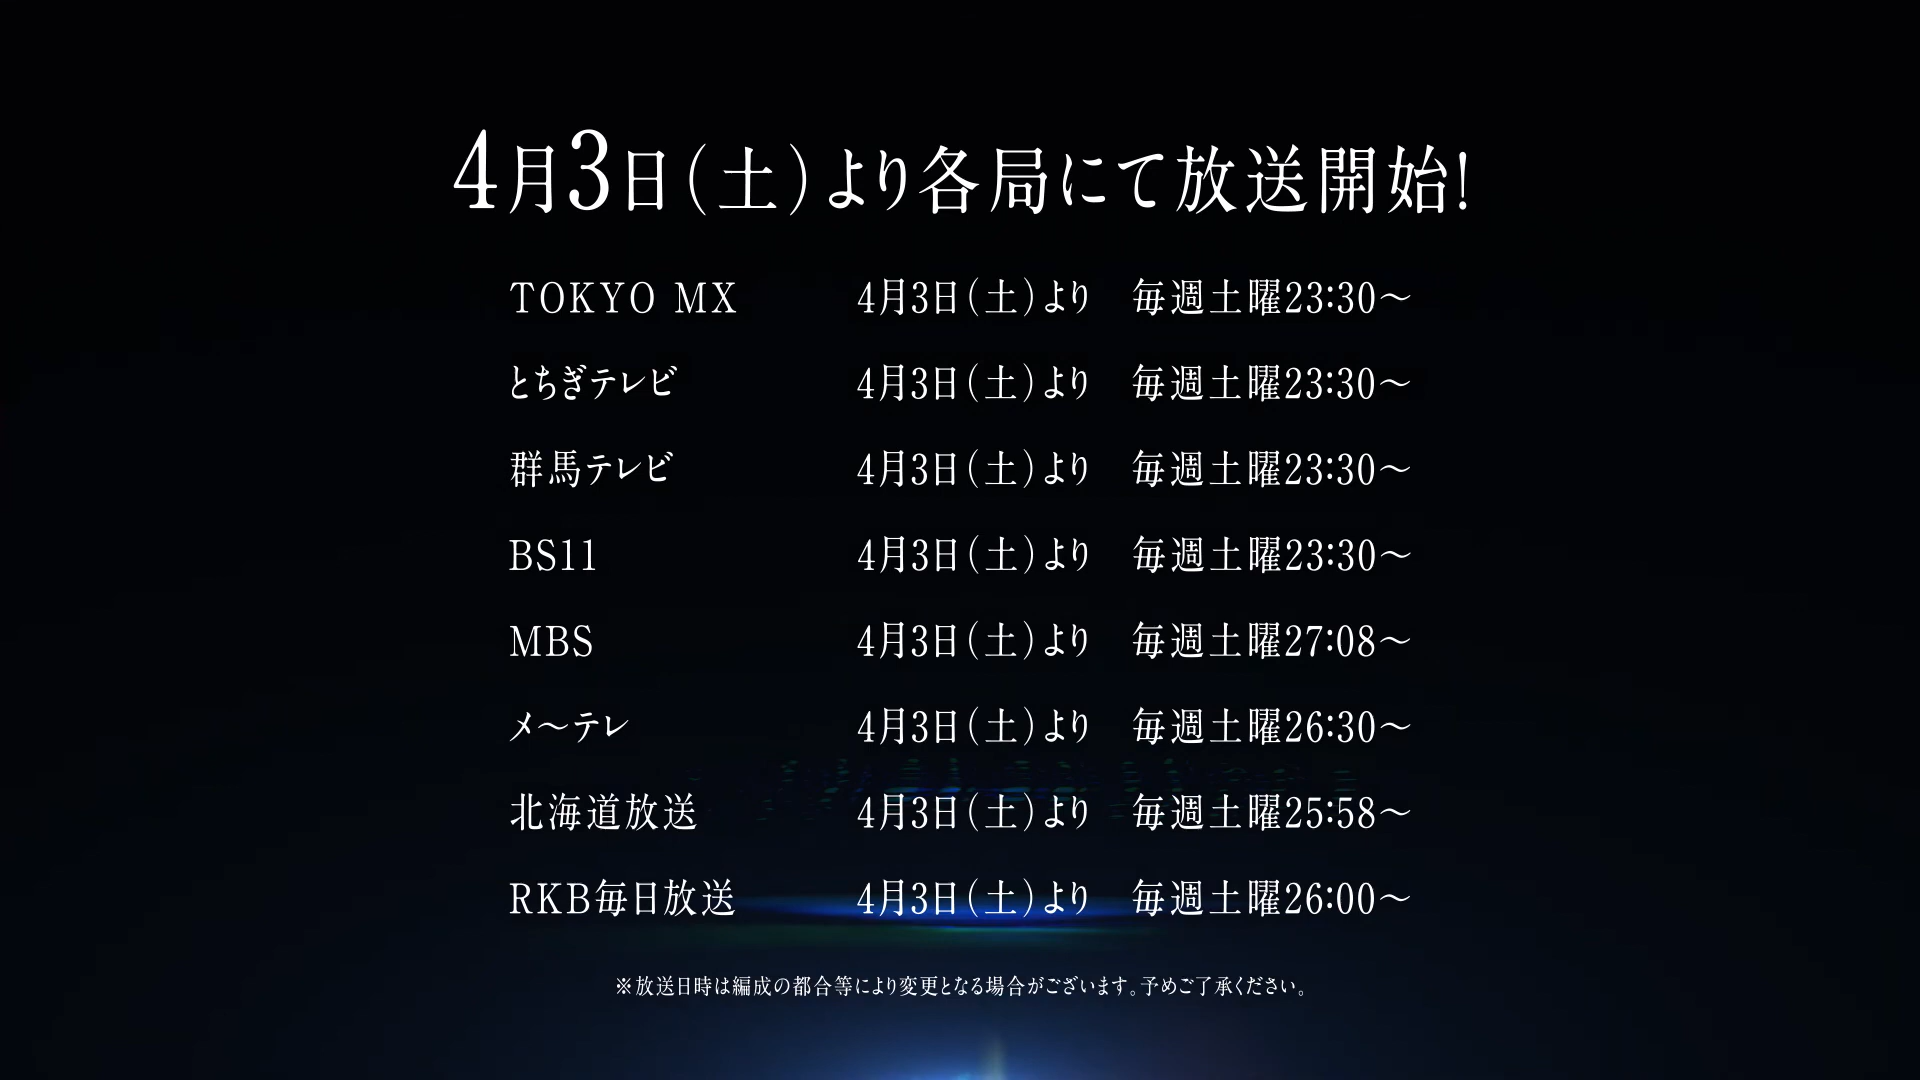 4月3日(土)より各局にて放送開始!
TOKYO MX 4月3日(土)より 毎週土曜23:30〜
とちぎテレビ 4月3日(土)より 毎週土曜23:30〜
群馬テレビ 4月3日(土)より 毎週土曜23:30〜
BS11 4月3日(土)より 毎週土曜23:30〜
MBS 4月3日(土)より 毎週土曜27:08〜
メ〜テレ 4月3日(土)より 毎週土曜26:30〜
北海道放送 4月3日(土)より 毎週土曜25:58〜
RKB毎日放送 4月3日(土)より 毎週土曜26:00〜
※放送日時は編成の都合等により変更となる場合がございます。予めご了承ください。